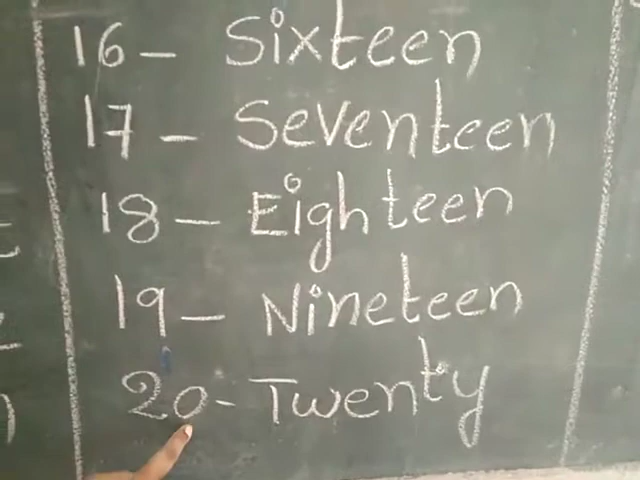 16 - Sixteen
17 - Seventeen
18 - Eighteen
19 - Nineteen
20 - Twenty